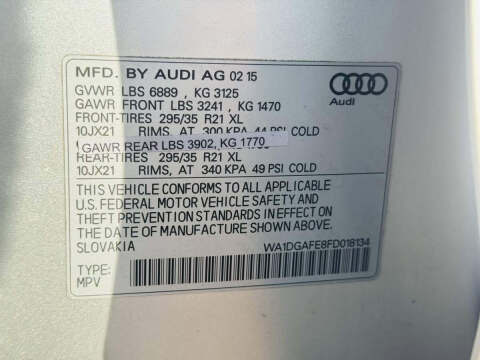 MFD. BY AUDI AG 02 15
GVWR LBS 6889 , KG 3125
GAWR FRONT LBS 3241 , KG 1470
FRONT-TIRES 295/35 R21 XL
10JX21 RIMS, AT 300 KPA 44 PSI COLD
GAWR REAR LBS 3902, KG 1770
REAR-TIRES 295/35 R21 XL
10JX21 RIMS, AT 340 KPA 49 PSI COLD
THIS VEHICLE CONFORMS TO ALL APPLICABLE
U.S. FEDERAL MOTOR VEHICLE SAFETY AND
THEFT PREVENTION STANDARDS IN EFFECT ON
THE DATE OF MANUFACTURE SHOWN ABOVE.
SLOVAKIA WA1DGAFE8FD018134
TYPE:
MPV
Audi